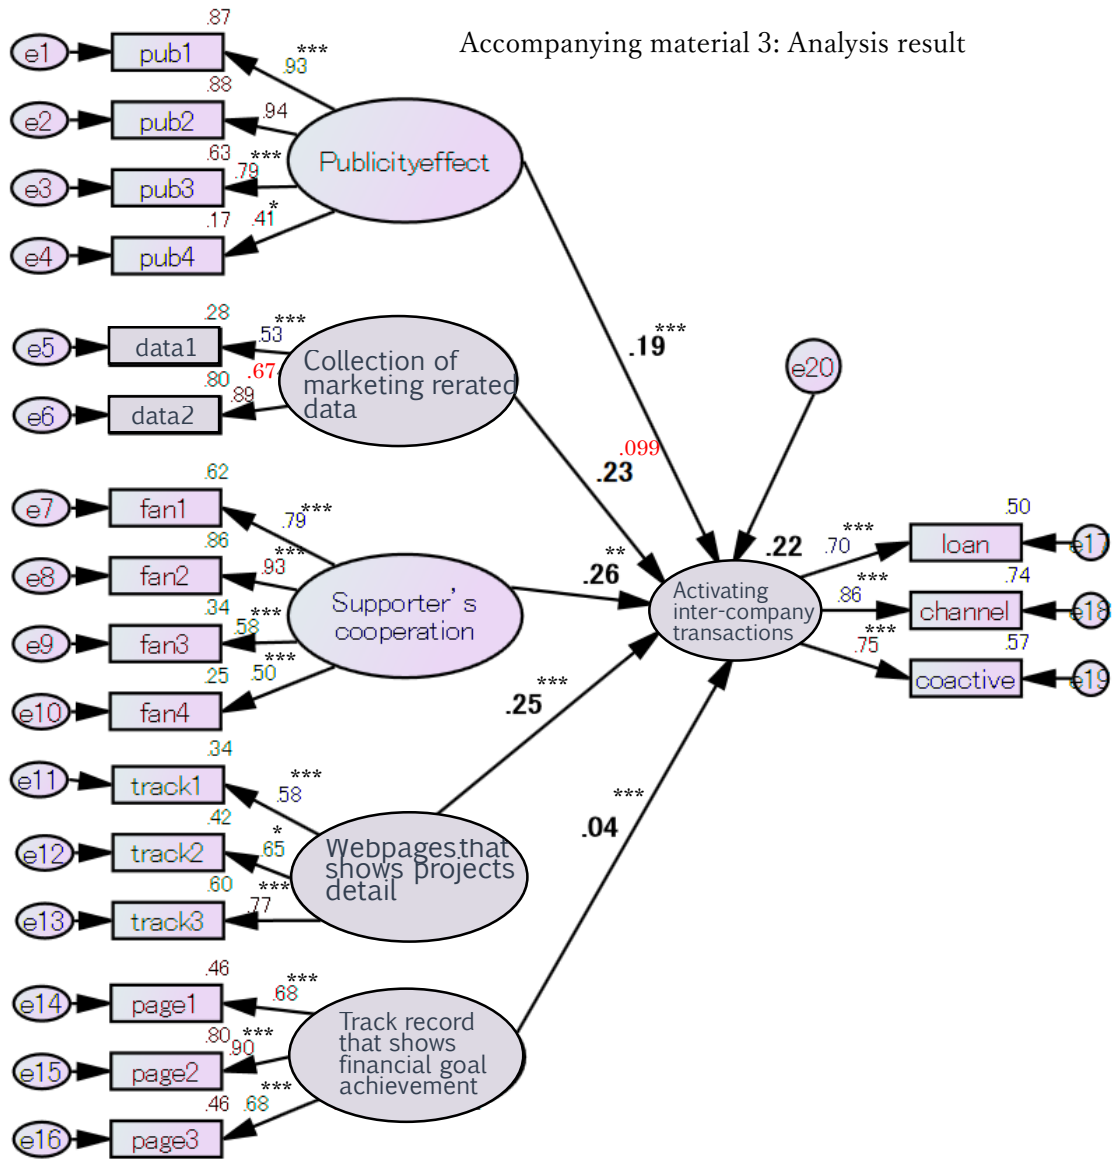 Accompanying material 3: Analysis result
.87
e1
pub1
.93
***
.88
e2
pub2
.94
.63
***
e3
pub3
.79
Publicityeffect
.17
.41
*
e4
pub4
.28
***
e5
data1
.53
.80
.67
e6
data2
.89
Collection of
marketing rerated
data
.19
***
e20
.099
.23
.62
e7
fan1
.79
***
.86
e8
fan2
.93
***
.34
e9
fan3
.58
***
Supporter's
cooperation
.25
.50
***
e10
fan4
.26
**
.22
Activating
inter-company
transactions
.50
.70
***
loan
e17
.74
.86
***
channel
e18
.57
.75
***
coactive
e19
.25
***
.34
e11
track1
.58
***
.42
e12
track2
.65
*
.60
e13
track3
.77
***
Webpages that
shows projects
detail
.04
***
.46
e14
page1
.68
***
.80
e15
page2
.90
***
.46
e16
page3
.68
***
Track record
that shows
financial goal
achievement